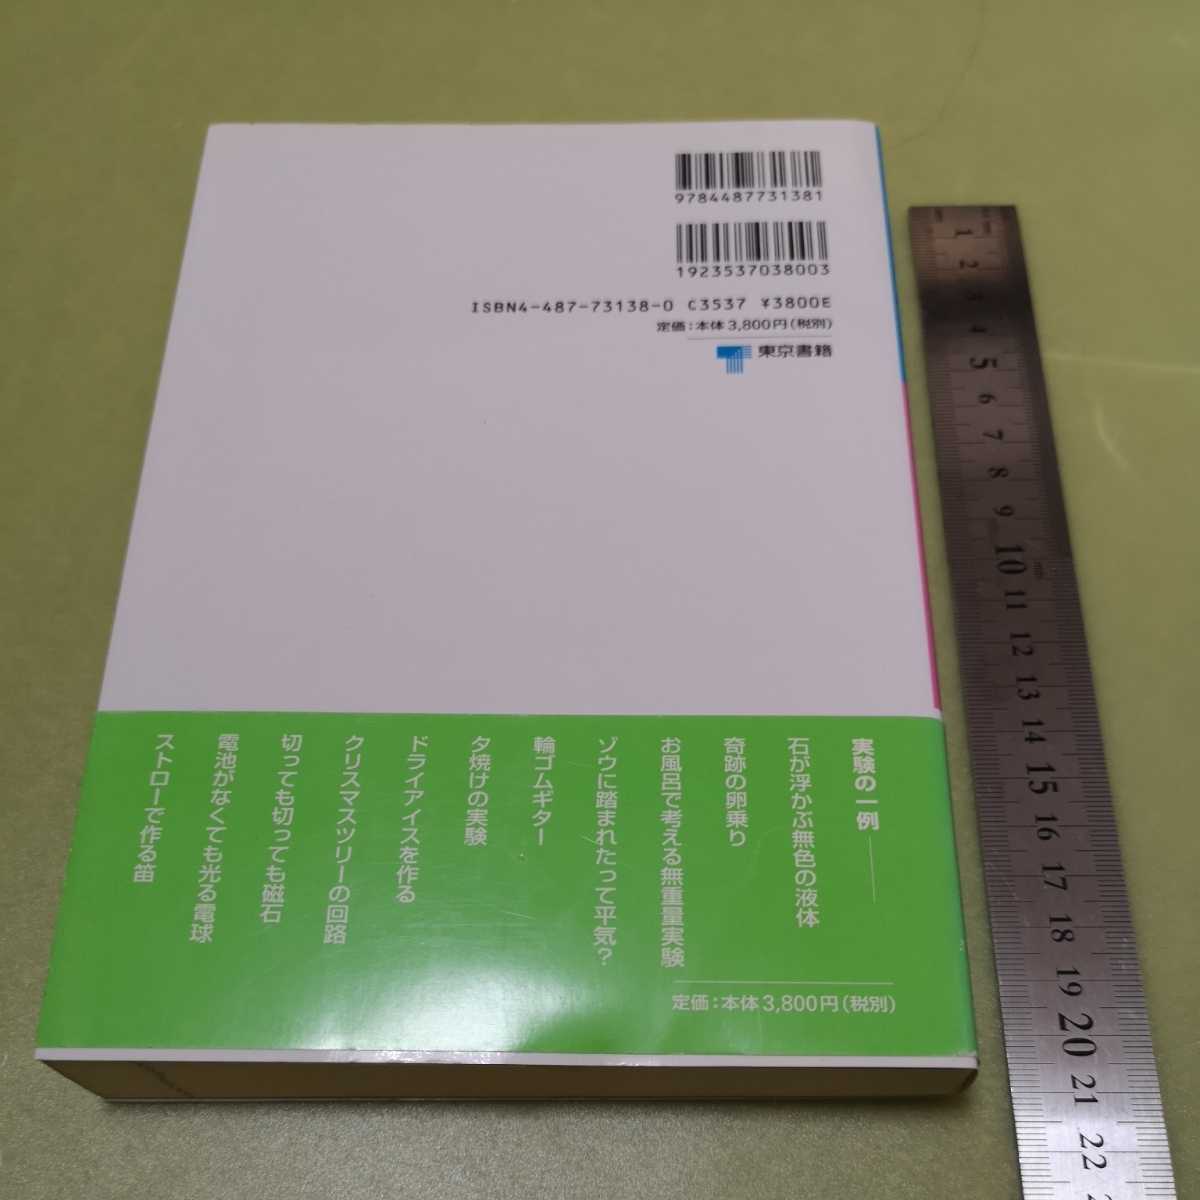 9784487731381
1923537038003
ISBN4-487-73138-0 C3537 ¥3800E
定価:本体3,800円(税別)
東京書籍
実験の一例
石が浮かぶ無色の液体
奇跡の卵乗り
お風呂で考える無重量実験
ゾウに踏まれたって平気?
輪ゴムギター
夕焼けの実験
ドライアイスを作る
クリスマスツリーの回路
切っても切っても磁石
電池がなくても光る電球
ストローで作る笛
定価:本体3,800円(税別)
1
2
3
4
5
6
7
8
9
10
11
12
13
14
15
16
17
18
19
20
21
22